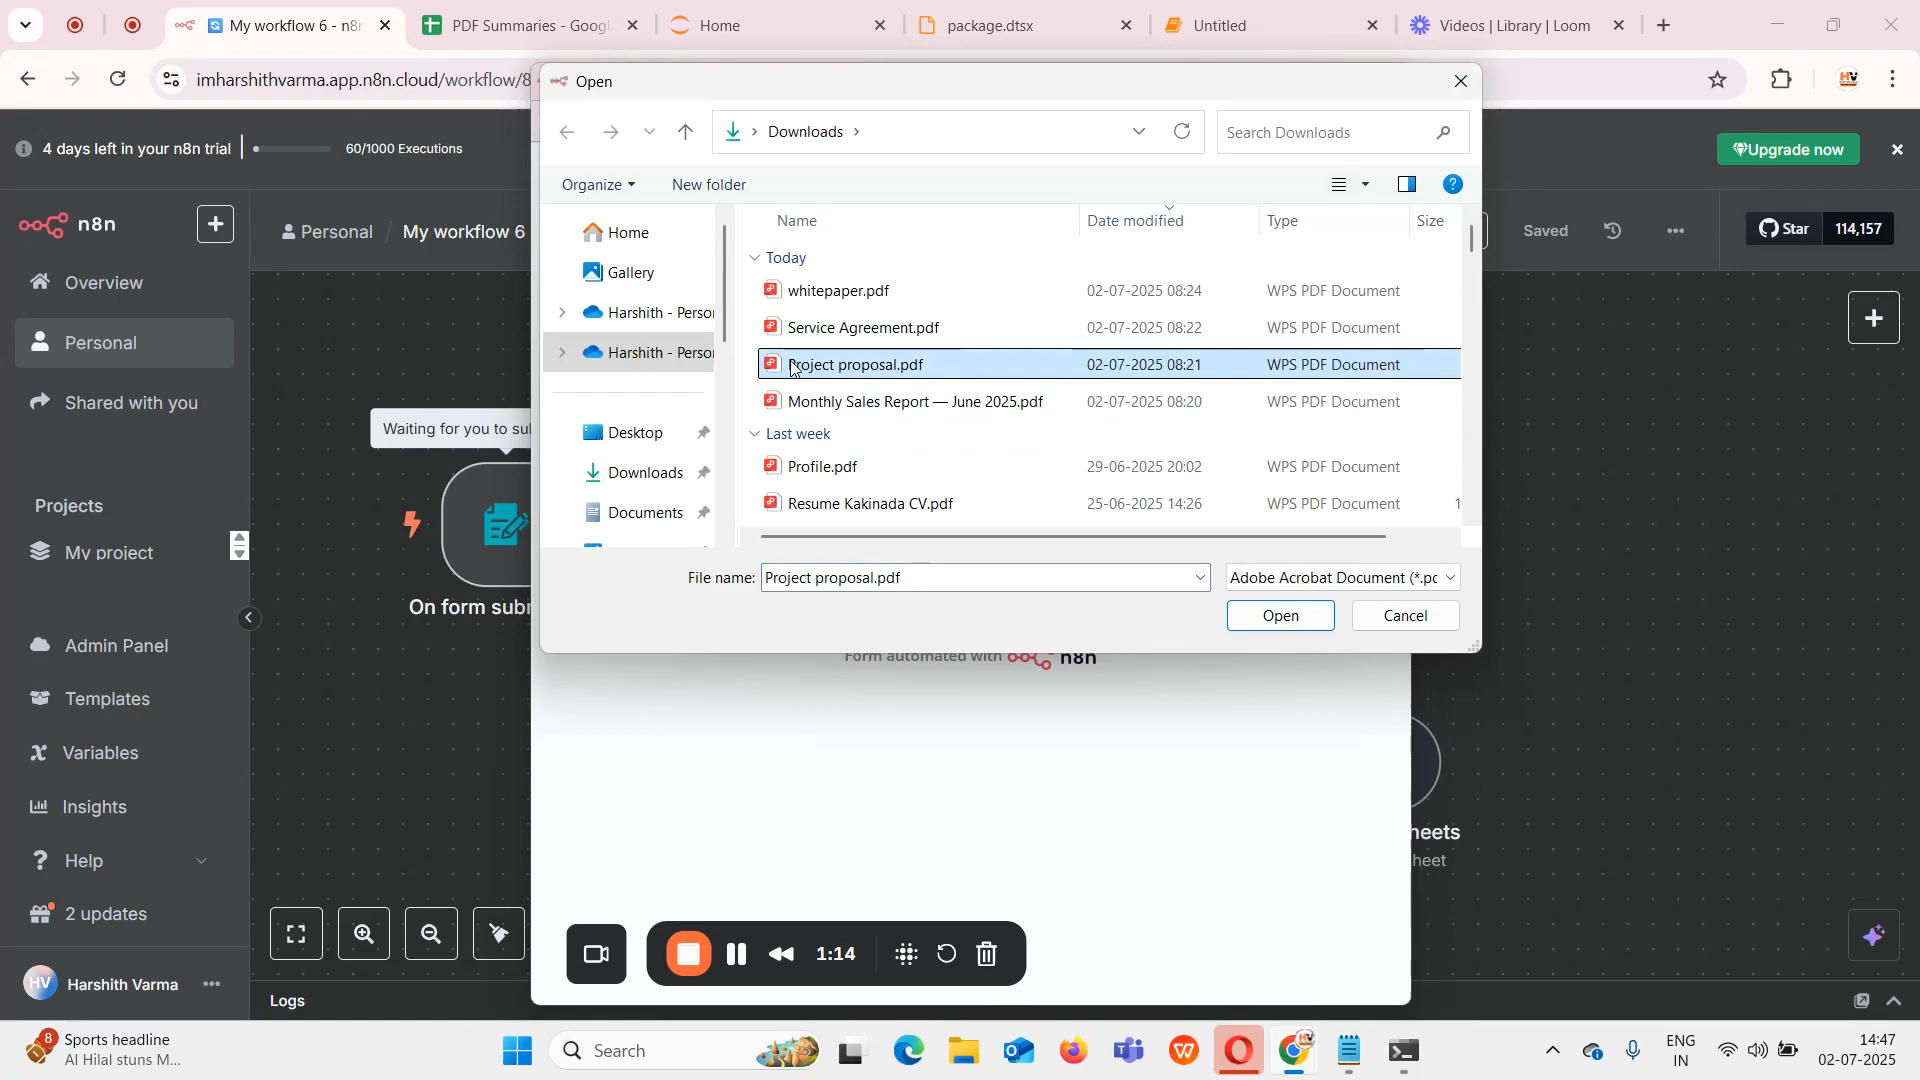 My workflow 6 - n8n
PDF Summaries - Googl
Home
package.dtsx
Untitled
Videos | Library | Loom
imharshithvarma.app.n8n.cloud/workflow/8
Open
4 days left in your n8n trial
60/1000 Executions
Upgrade now
Downloads
Search Downloads
Organize
New folder
n8n
Personal / My workflow 6
Saved
Star 114,157
Overview
Personal
Shared with you
Projects
My project
Admin Panel
Templates
Variables
Insights
Help
2 updates
HV Harshith Varma
Home
Gallery
Harshith - Person
Harshith - Person
Desktop
Downloads
Documents
Name Date modified Type Size
Today
whitepaper.pdf 02-07-2025 08:24 WPS PDF Document
Service Agreement.pdf 02-07-2025 08:22 WPS PDF Document
Project proposal.pdf 02-07-2025 08:21 WPS PDF Document
Monthly Sales Report — June 2025.pdf 02-07-2025 08:20 WPS PDF Document
Last week
Profile.pdf 29-06-2025 20:02 WPS PDF Document
Resume Kakinada CV.pdf 25-06-2025 14:26 WPS PDF Document 1
File name: Project proposal.pdf
Adobe Acrobat Document (*.pc
Open
Cancel
Waiting for you to su
On form subr
Form automated with n8n
heets
heet
1:14
Logs
8
Sports headline
Al Hilal stuns M...
Search
ENG
IN
14:47
02-07-2025